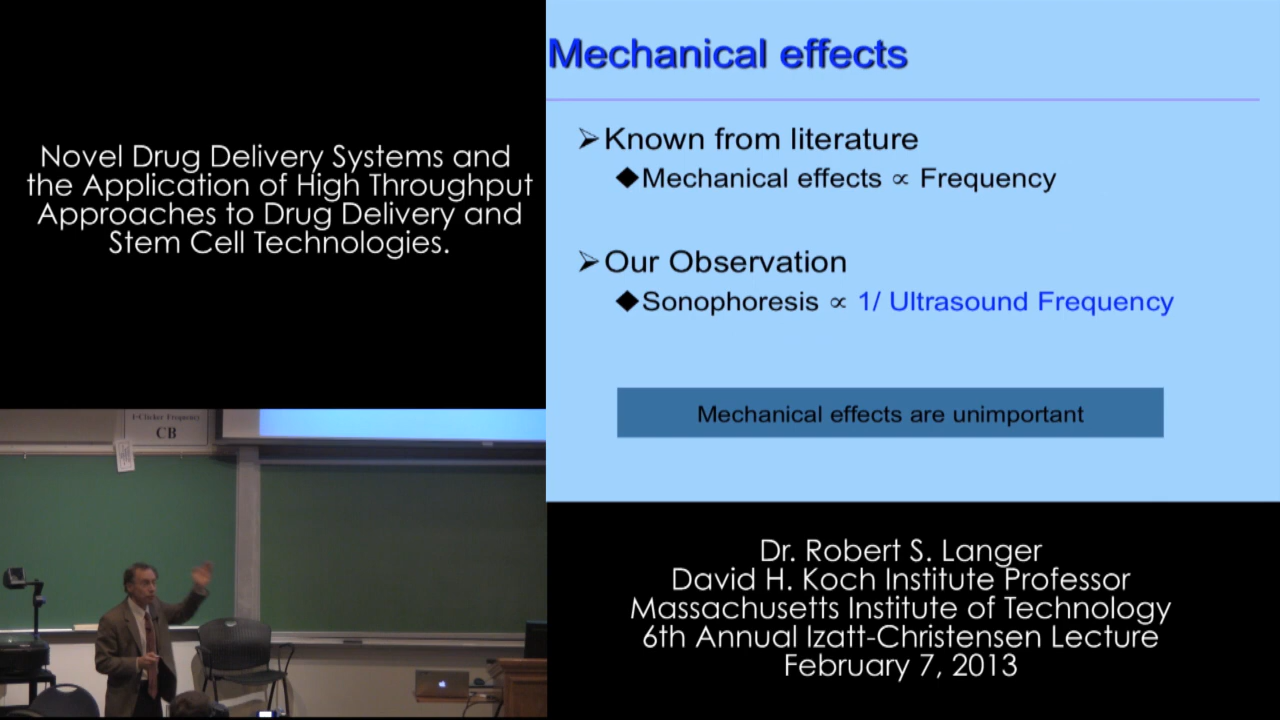 Novel Drug Delivery Systems and
the Application of High Throughput
Approaches to Drug Delivery and
Stem Cell Technologies.
Mechanical effects
➢Known from literature
◆Mechanical effects ∝ Frequency
➢Our Observation
◆Sonophoresis ∝ 1/ Ultrasound Frequency
Mechanical effects are unimportant
i-Clicker Frequency
CB
Dr. Robert S. Langer
David H. Koch Institute Professor
Massachusetts Institute of Technology
6th Annual Izatt-Christensen Lecture
February 7, 2013